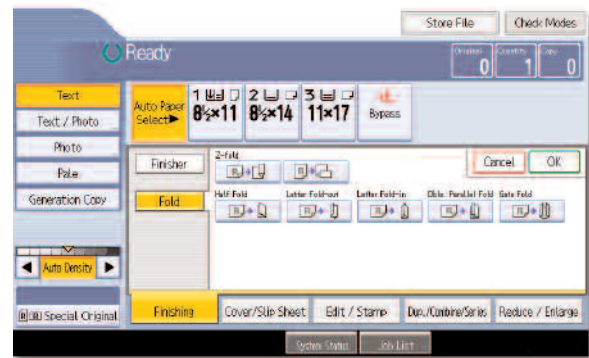 Store File Check Modes
Ready
Original Quantity Copy
0 1 0
Text
Text / Photo
Photo
Pale
Generation Copy
Auto Paper Select▶
1 8½×11
2 8½×14
3 11×17
Bypass
Finisher
Fold
2-fold
Cancel OK
Half Fold Letter Fold-out Letter Fold-in Dble. Parallel Fold Gate Fold
◀ Auto Density ▶
Special Original
Finishing Cover/Slip Sheet Edit / Stamp Dup./Combine/Series Reduce / Enlarge
System Status Job List